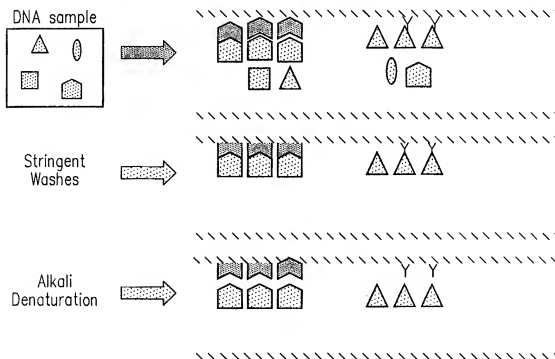 DNA sample
Stringent
Washes
Alkali
Denaturation